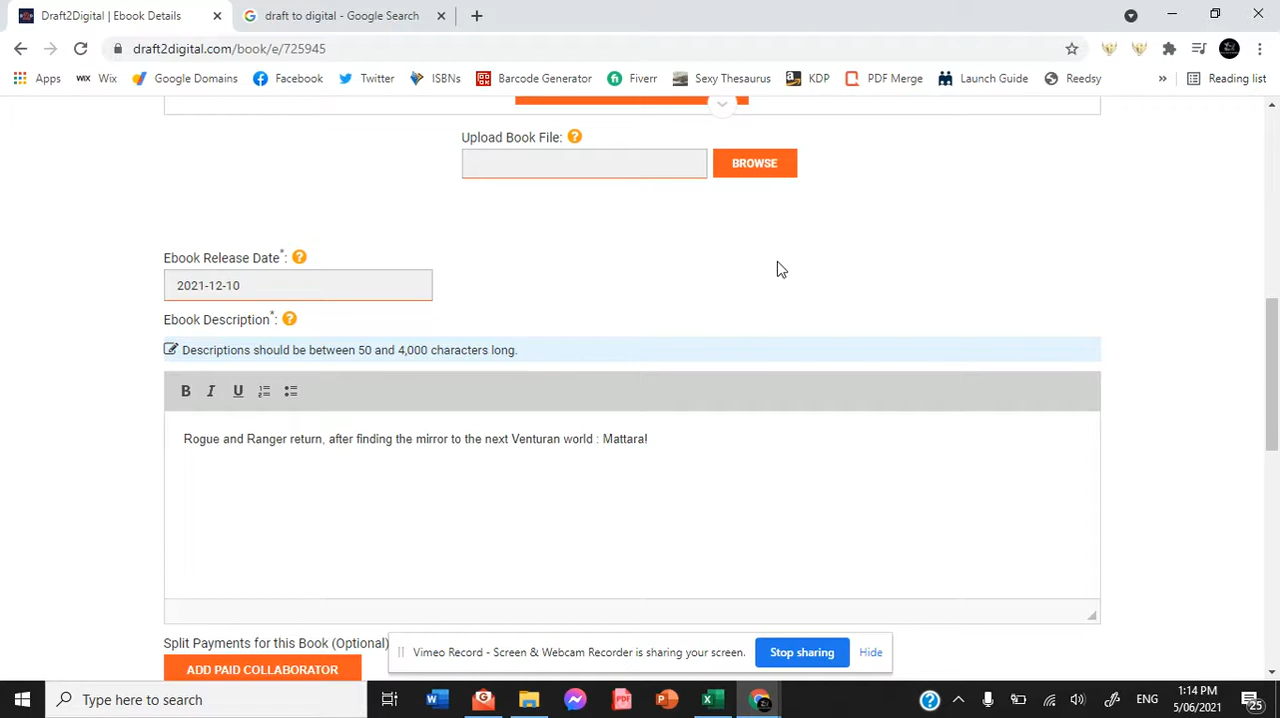 Draft2Digital | Ebook Details
draft to digital - Google Search
draft2digital.com/book/e/725945
Apps
WIX Wix
Google Domains
Facebook
Twitter
ISBNs
Barcode Generator
Fiverr
Sexy Thesaurus
KDP
PDF Merge
Launch Guide
Reedsy
»
Reading list
Upload Book File: ?
BROWSE
Ebook Release Date*: ?
2021-12-10
Ebook Description*: ?
Descriptions should be between 50 and 4,000 characters long.
B I U
Rogue and Ranger return, after finding the mirror to the next Venturan world : Mattara!
Split Payments for this Book (Optional)
ADD PAID COLLABORATOR
Vimeo Record - Screen & Webcam Recorder is sharing your screen.
Stop sharing
Hide
Type here to search
ENG
1:14 PM
5/06/2021
25